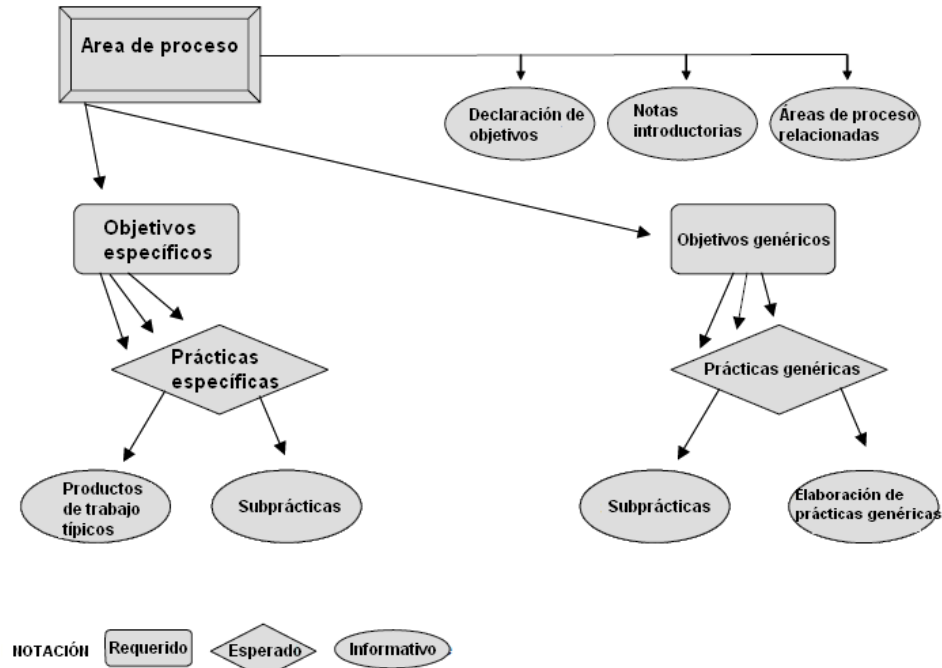 Area de proceso
Declaración de
objetivos
Notas
introductorias
Áreas de proceso
relacionadas
Objetivos
específicos
Objetivos genéricos
Prácticas
específicas
Prácticas genéricas
Productos
de trabajo
típicos
Subprácticas
Subprácticas
Elaboración de
prácticas genéricas
NOTACIÓN
Requerido
Esperado
Informativo